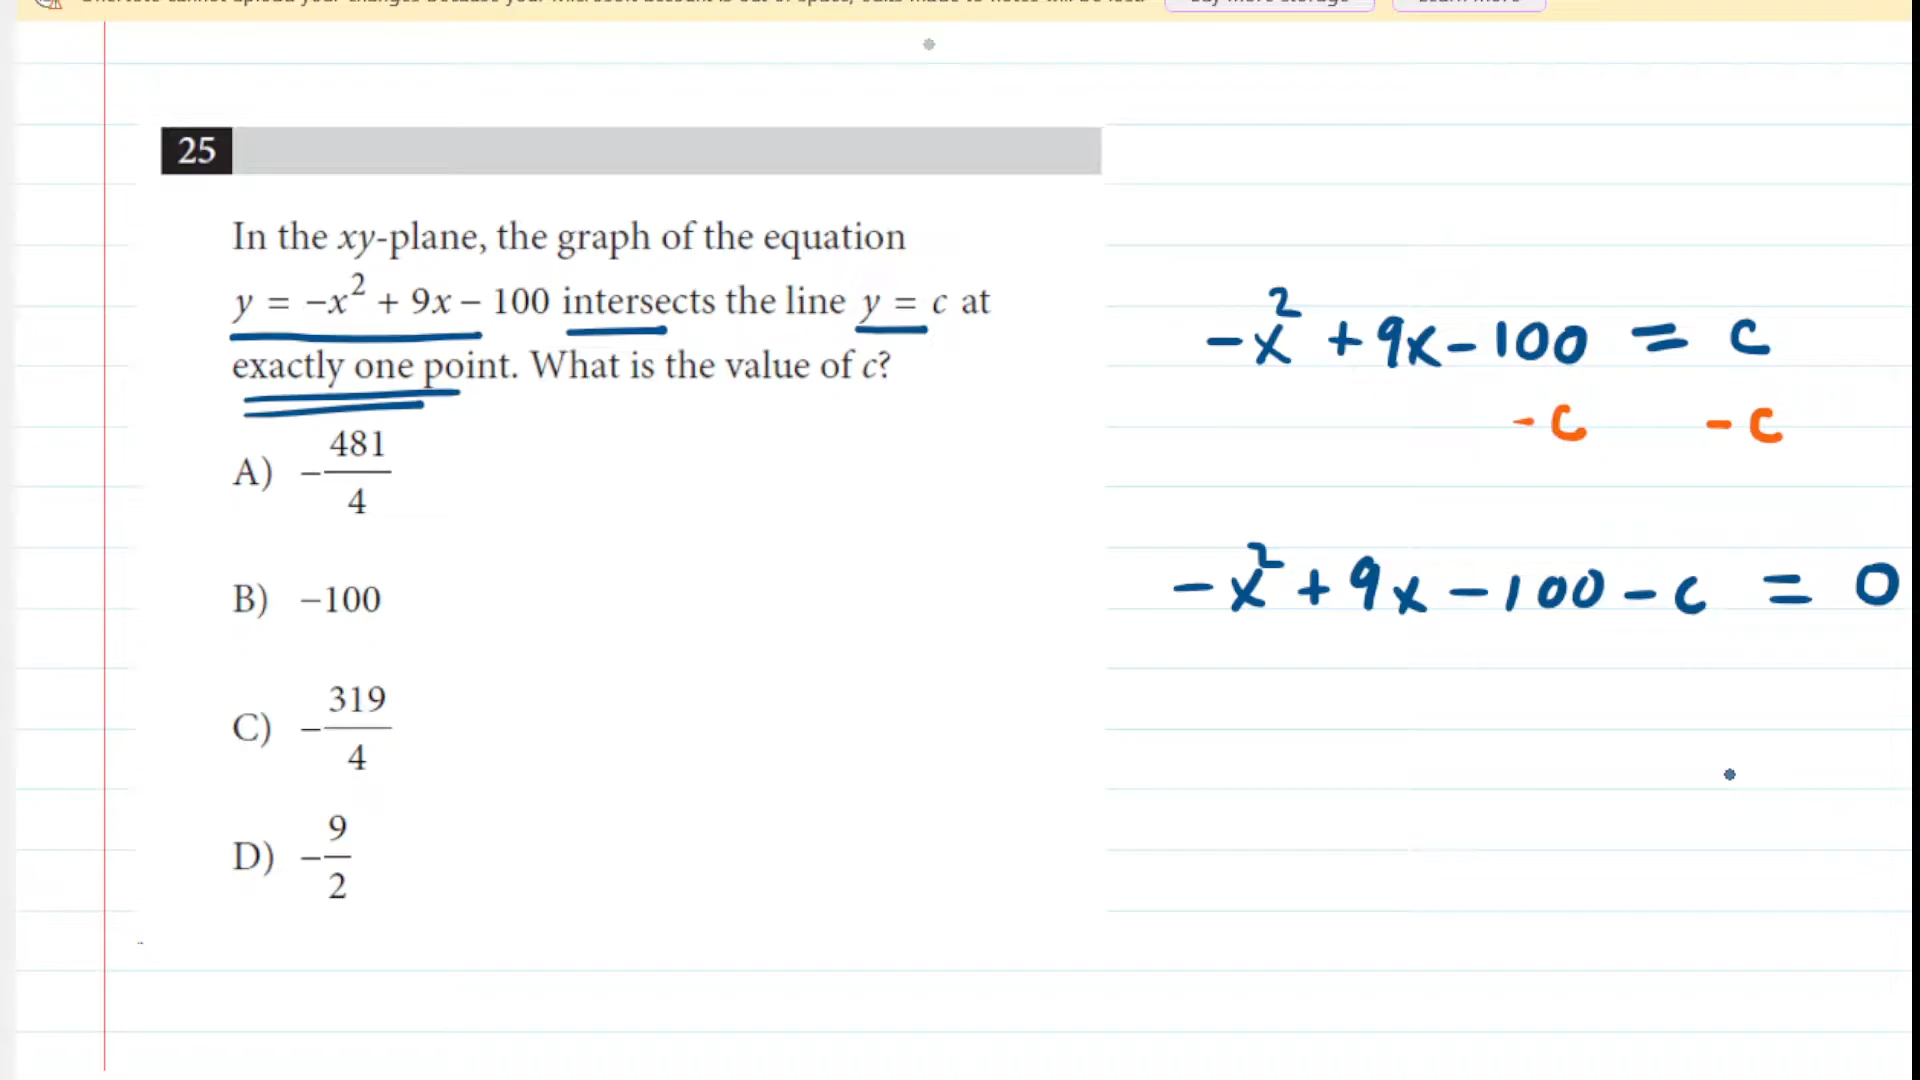 25
In the xy-plane, the graph of the equation
y = −x² + 9x − 100 intersects the line y = c at
exactly one point. What is the value of c?
A) −481/4
B) −100
C) −319/4
D) −9/2
−x² + 9x − 100 = c
−c −c
−x² + 9x − 100 − c = 0